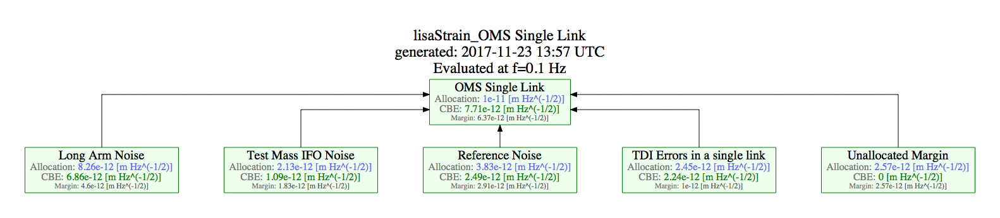 lisaStrain_OMS Single Link
generated: 2017-11-23 13:57 UTC
Evaluated at f=0.1 Hz
OMS Single Link
Allocation: 1e-11 [m Hz^(-1/2)]
CBE: 7.71e-12 [m Hz^(-1/2)]
Margin: 6.37e-12 [m Hz^(-1/2)]
Long Arm Noise
Allocation: 8.26e-12 [m Hz^(-1/2)]
CBE: 6.86e-12 [m Hz^(-1/2)]
Margin: 4.6e-12 [m Hz^(-1/2)]
Test Mass IFO Noise
Allocation: 2.13e-12 [m Hz^(-1/2)]
CBE: 1.09e-12 [m Hz^(-1/2)]
Margin: 1.83e-12 [m Hz^(-1/2)]
Reference Noise
Allocation: 3.83e-12 [m Hz^(-1/2)]
CBE: 2.49e-12 [m Hz^(-1/2)]
Margin: 2.91e-12 [m Hz^(-1/2)]
TDI Errors in a single link
Allocation: 2.45e-12 [m Hz^(-1/2)]
CBE: 2.24e-12 [m Hz^(-1/2)]
Margin: 1e-12 [m Hz^(-1/2)]
Unallocated Margin
Allocation: 2.57e-12 [m Hz^(-1/2)]
CBE: 0 [m Hz^(-1/2)]
Margin: 2.57e-12 [m Hz^(-1/2)]